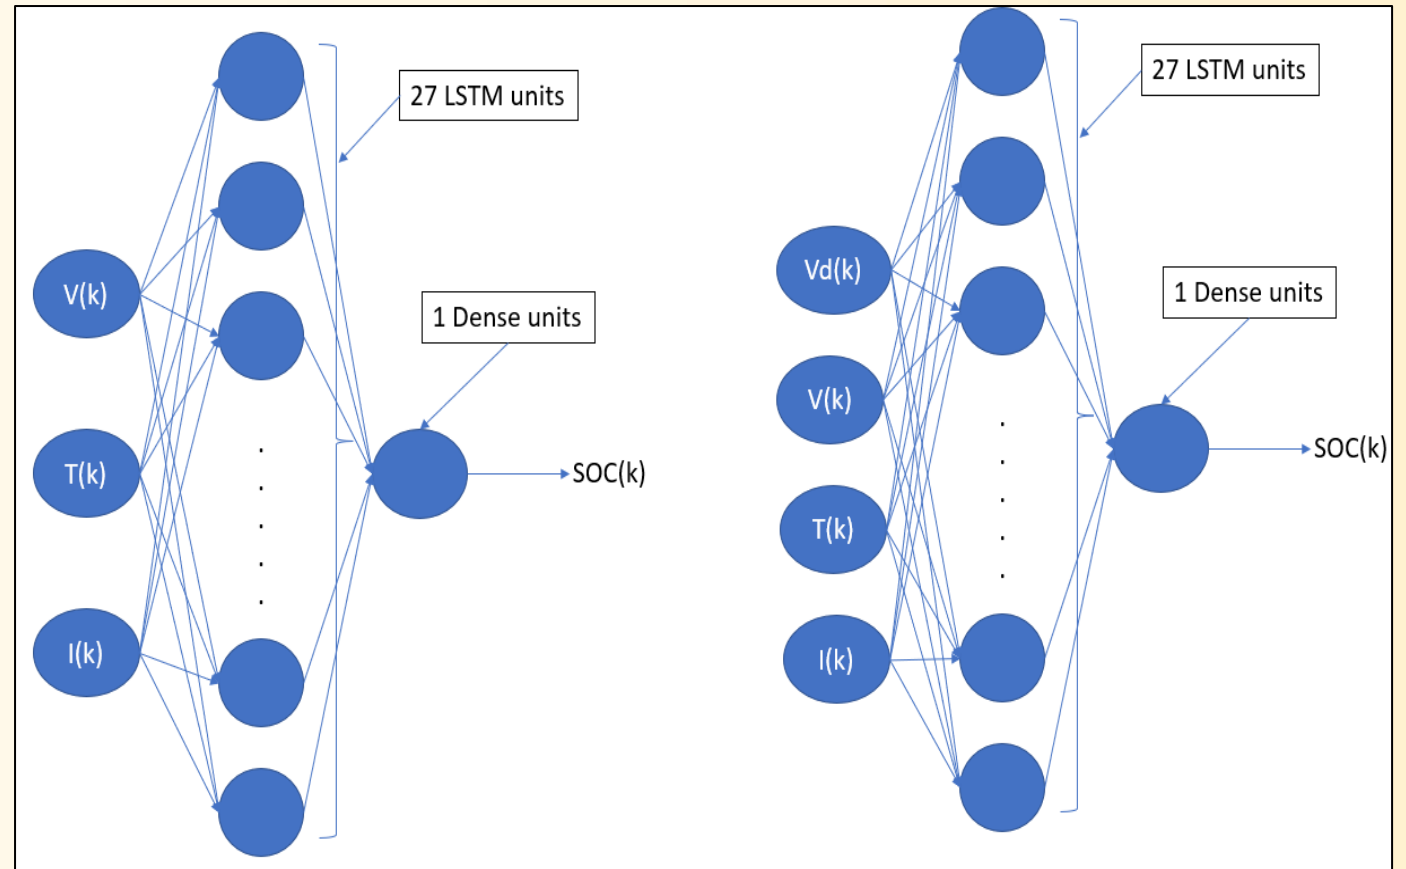 27 LSTM units
V(k)
1 Dense units
T(k)
SOC(k)
I(k)
27 LSTM units
Vd(k)
1 Dense units
V(k)
SOC(k)
T(k)
I(k)